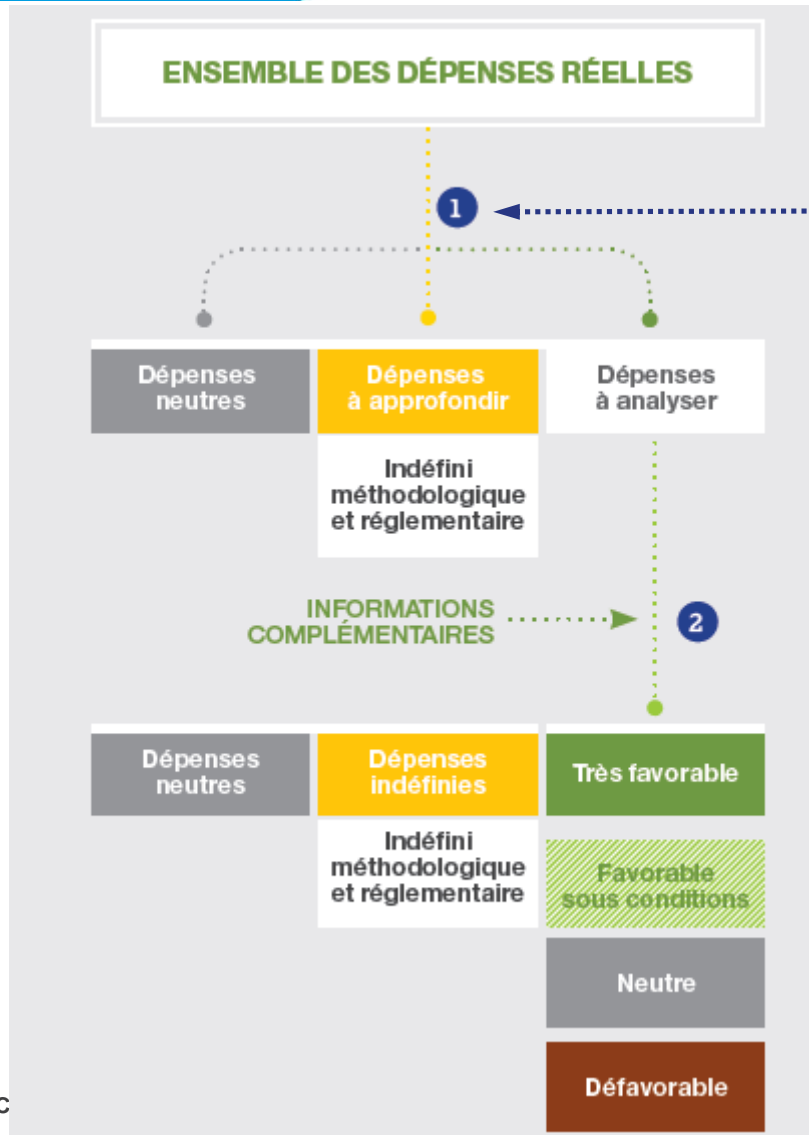 ENSEMBLE DES DÉPENSES RÉELLES
1
Dépenses
neutres
Dépenses
à approfondir
Dépenses
à analyser
Indéfini
méthodologique
et réglementaire
INFORMATIONS
COMPLÉMENTAIRES
2
Dépenses
neutres
Dépenses
indéfinies
Très favorable
Indéfini
méthodologique
et réglementaire
Favorable
sous conditions
Neutre
Défavorable
c